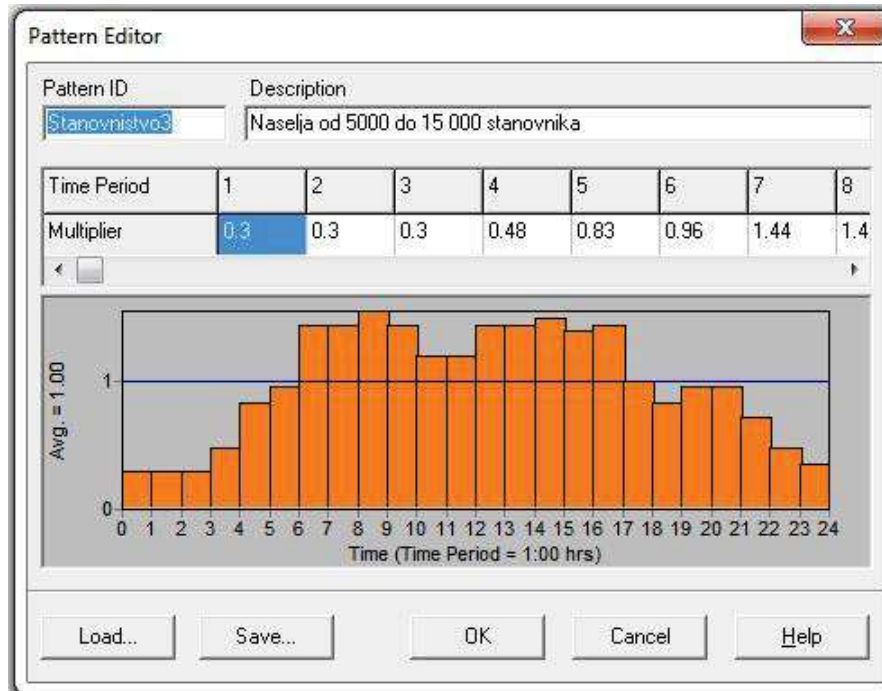 Pattern Editor
Pattern ID Description
Stanovnistvo3 Naselja od 5000 do 15 000 stanovnika
Time Period 1 2 3 4 5 6 7 8
Multiplier 0.3 0.3 0.3 0.48 0.83 0.96 1.44 1.4
Avg. = 1.00
1
0
0 1 2 3 4 5 6 7 8 9 10 11 12 13 14 15 16 17 18 19 20 21 22 23 24
Time (Time Period = 1:00 hrs)
Load... Save... OK Cancel Help